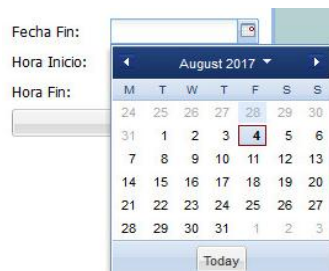 Fecha Fin:
Hora Inicio:
August 2017
Hora Fin:
M T W T F S S
24 25 26 27 28 29 30
31 1 2 3 4 5 6
7 8 9 10 11 12 13
14 15 16 17 18 19 20
21 22 23 24 25 26 27
28 29 30 31 1 2 3
Today